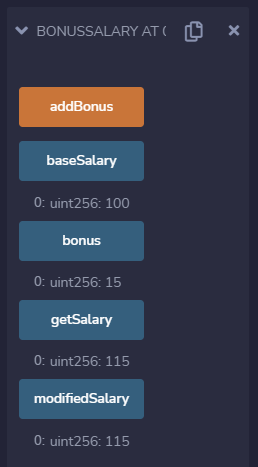 BONUSSALARY AT
addBonus
baseSalary
0: uint256: 100
bonus
0: uint256: 15
getSalary
0: uint256: 115
modifiedSalary
0: uint256: 115